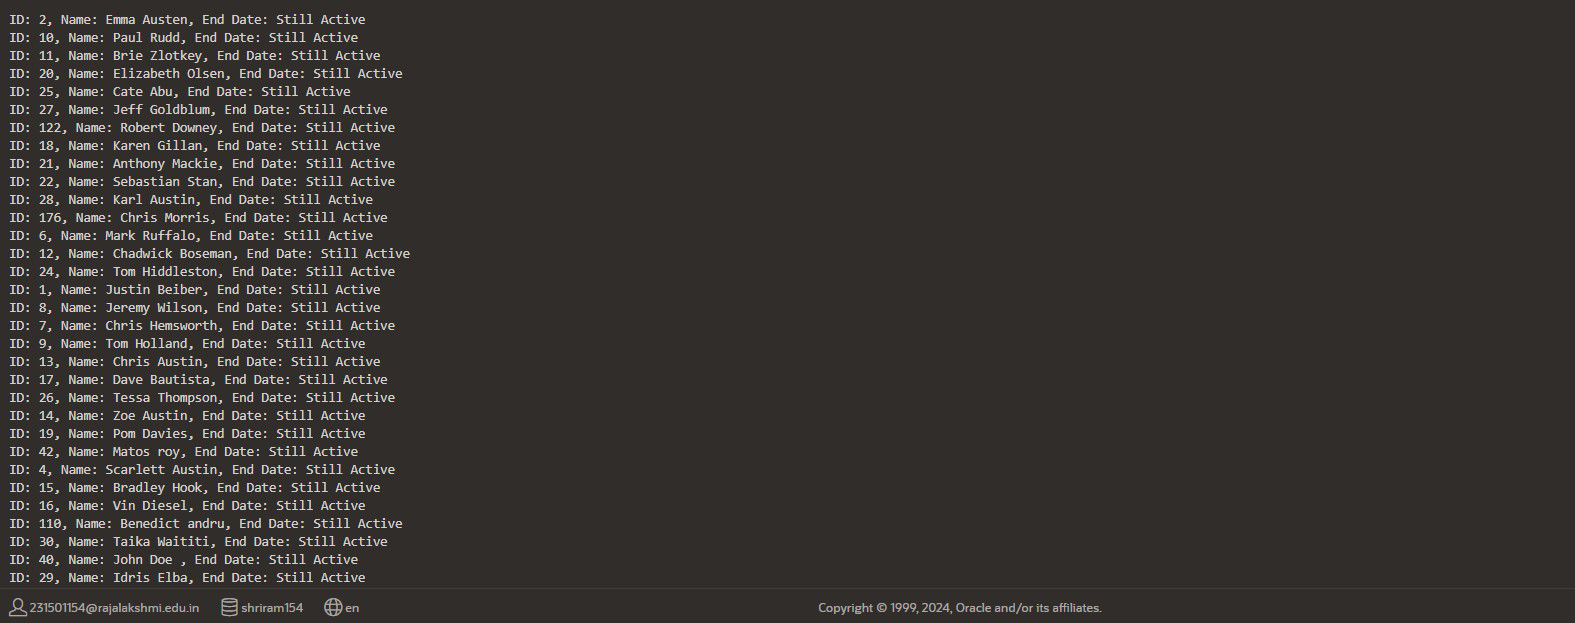 ID: 2, Name: Emma Austen, End Date: Still Active
ID: 10, Name: Paul Rudd, End Date: Still Active
ID: 11, Name: Brie Zlotkey, End Date: Still Active
ID: 20, Name: Elizabeth Olsen, End Date: Still Active
ID: 25, Name: Cate Abu, End Date: Still Active
ID: 27, Name: Jeff Goldblum, End Date: Still Active
ID: 122, Name: Robert Downey, End Date: Still Active
ID: 18, Name: Karen Gillan, End Date: Still Active
ID: 21, Name: Anthony Mackie, End Date: Still Active
ID: 22, Name: Sebastian Stan, End Date: Still Active
ID: 28, Name: Karl Austin, End Date: Still Active
ID: 176, Name: Chris Morris, End Date: Still Active
ID: 6, Name: Mark Ruffalo, End Date: Still Active
ID: 12, Name: Chadwick Boseman, End Date: Still Active
ID: 24, Name: Tom Hiddleston, End Date: Still Active
ID: 1, Name: Justin Beiber, End Date: Still Active
ID: 8, Name: Jeremy Wilson, End Date: Still Active
ID: 7, Name: Chris Hemsworth, End Date: Still Active
ID: 9, Name: Tom Holland, End Date: Still Active
ID: 13, Name: Chris Austin, End Date: Still Active
ID: 17, Name: Dave Bautista, End Date: Still Active
ID: 26, Name: Tessa Thompson, End Date: Still Active
ID: 14, Name: Zoe Austin, End Date: Still Active
ID: 19, Name: Pom Davies, End Date: Still Active
ID: 42, Name: Matos roy, End Date: Still Active
ID: 4, Name: Scarlett Austin, End Date: Still Active
ID: 15, Name: Bradley Hook, End Date: Still Active
ID: 16, Name: Vin Diesel, End Date: Still Active
ID: 110, Name: Benedict andru, End Date: Still Active
ID: 30, Name: Taika Waititi, End Date: Still Active
ID: 40, Name: John Doe , End Date: Still Active
ID: 29, Name: Idris Elba, End Date: Still Active
231501154@rajalakshmi.edu.in shriram154 en Copyright © 1999, 2024, Oracle and/or its affiliates.